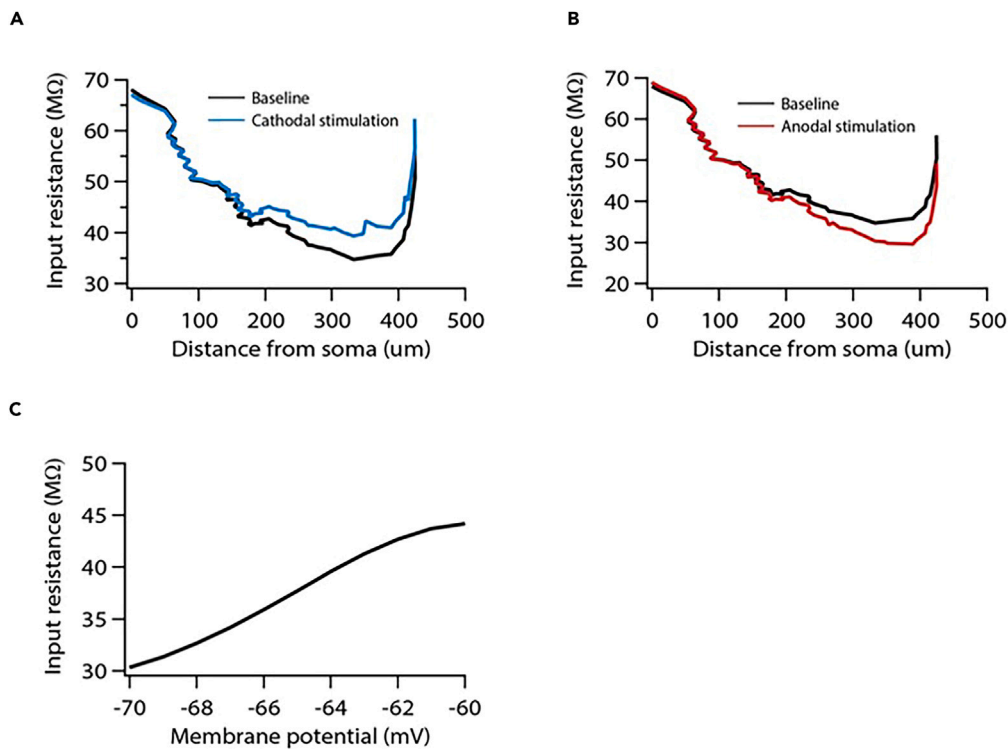 A
B
Input resistance (MΩ)
70
60
50
40
30
Baseline
Cathodal stimulation
0 100 200 300 400 500
Distance from soma (um)
Input resistance (MΩ)
70
60
50
40
30
20
Baseline
Anodal stimulation
0 100 200 300 400 500
Distance from soma (um)
C
Input resistance (MΩ)
50
45
40
35
30
-70 -68 -66 -64 -62 -60
Membrane potential (mV)